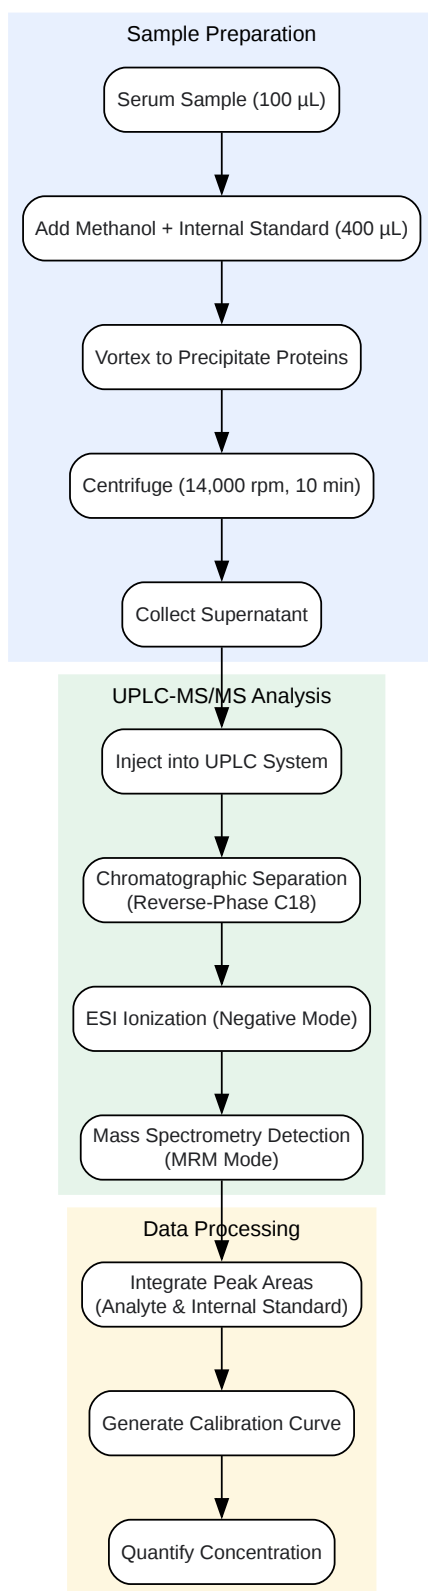 Sample Preparation
Serum Sample (100 µL)
Add Methanol + Internal Standard (400 µL)
Vortex to Precipitate Proteins
Centrifuge (14,000 rpm, 10 min)
Collect Supernatant
UPLC-MS/MS Analysis
Inject into UPLC System
Chromatographic Separation
(Reverse-Phase C18)
ESI Ionization (Negative Mode)
Mass Spectrometry Detection
(MRM Mode)
Data Processing
Integrate Peak Areas
(Analyte & Internal Standard)
Generate Calibration Curve
Quantify Concentration